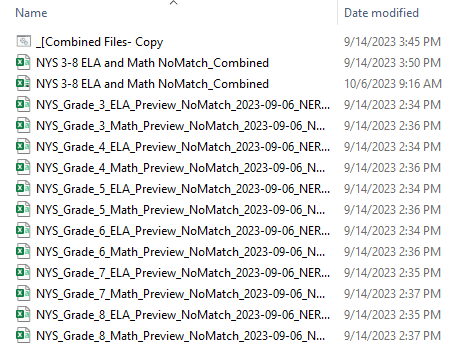 Name Date modified
_[Combined Files- Copy 9/14/2023 3:45 PM
NYS 3-8 ELA and Math NoMatch_Combined 9/14/2023 3:50 PM
NYS 3-8 ELA and Math NoMatch_Combined 10/6/2023 9:16 AM
NYS_Grade_3_ELA_Preview_NoMatch_2023-09-06_NER... 9/14/2023 2:34 PM
NYS_Grade_3_Math_Preview_NoMatch_2023-09-06_N... 9/14/2023 2:36 PM
NYS_Grade_4_ELA_Preview_NoMatch_2023-09-06_NER... 9/14/2023 2:34 PM
NYS_Grade_4_Math_Preview_NoMatch_2023-09-06_N... 9/14/2023 2:36 PM
NYS_Grade_5_ELA_Preview_NoMatch_2023-09-06_NER... 9/14/2023 2:34 PM
NYS_Grade_5_Math_Preview_NoMatch_2023-09-06_N... 9/14/2023 2:36 PM
NYS_Grade_6_ELA_Preview_NoMatch_2023-09-06_NER... 9/14/2023 2:34 PM
NYS_Grade_6_Math_Preview_NoMatch_2023-09-06_N... 9/14/2023 2:36 PM
NYS_Grade_7_ELA_Preview_NoMatch_2023-09-06_NER... 9/14/2023 2:35 PM
NYS_Grade_7_Math_Preview_NoMatch_2023-09-06_N... 9/14/2023 2:37 PM
NYS_Grade_8_ELA_Preview_NoMatch_2023-09-06_NER... 9/14/2023 2:35 PM
NYS_Grade_8_Math_Preview_NoMatch_2023-09-06_N... 9/14/2023 2:37 PM